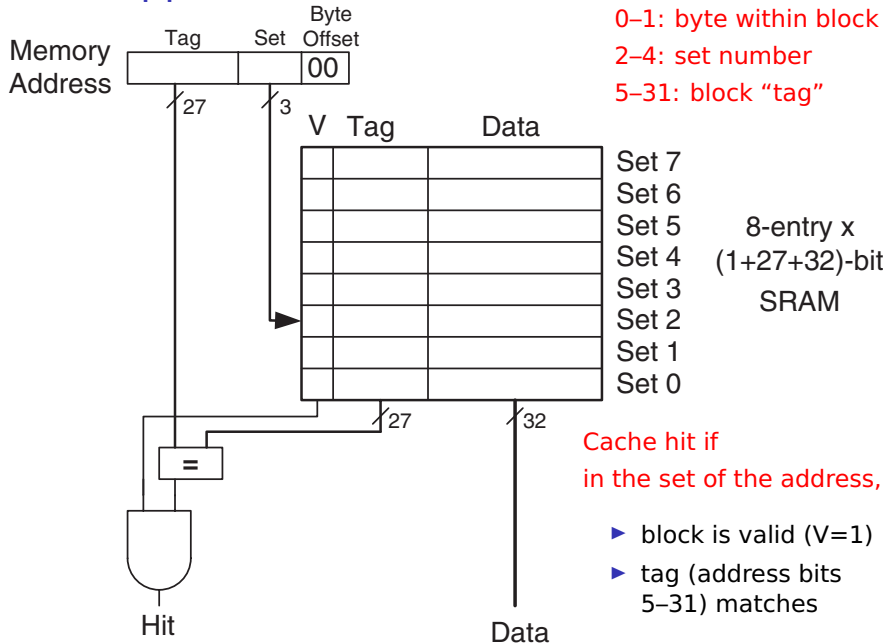 Byte
Tag Set Offset
Memory
Address
00
27 3
0–1: byte within block
2–4: set number
5–31: block “tag”
V Tag Data
Set 7
Set 6
Set 5
Set 4
Set 3
Set 2
Set 1
Set 0
8-entry x
(1+27+32)-bit
SRAM
27 32
=
Hit
Data
Cache hit if
in the set of the address,
block is valid (V=1)
tag (address bits
5–31) matches